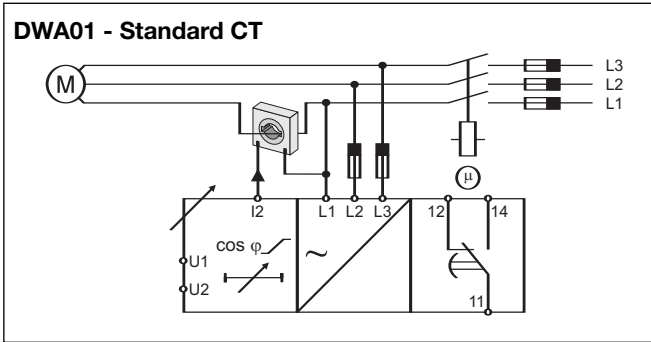 DWA01 - Standard CT
M
L3
L2
L1
μ
I2
L1 L2 L3
12 14
cos φ
~
U1
U2
11